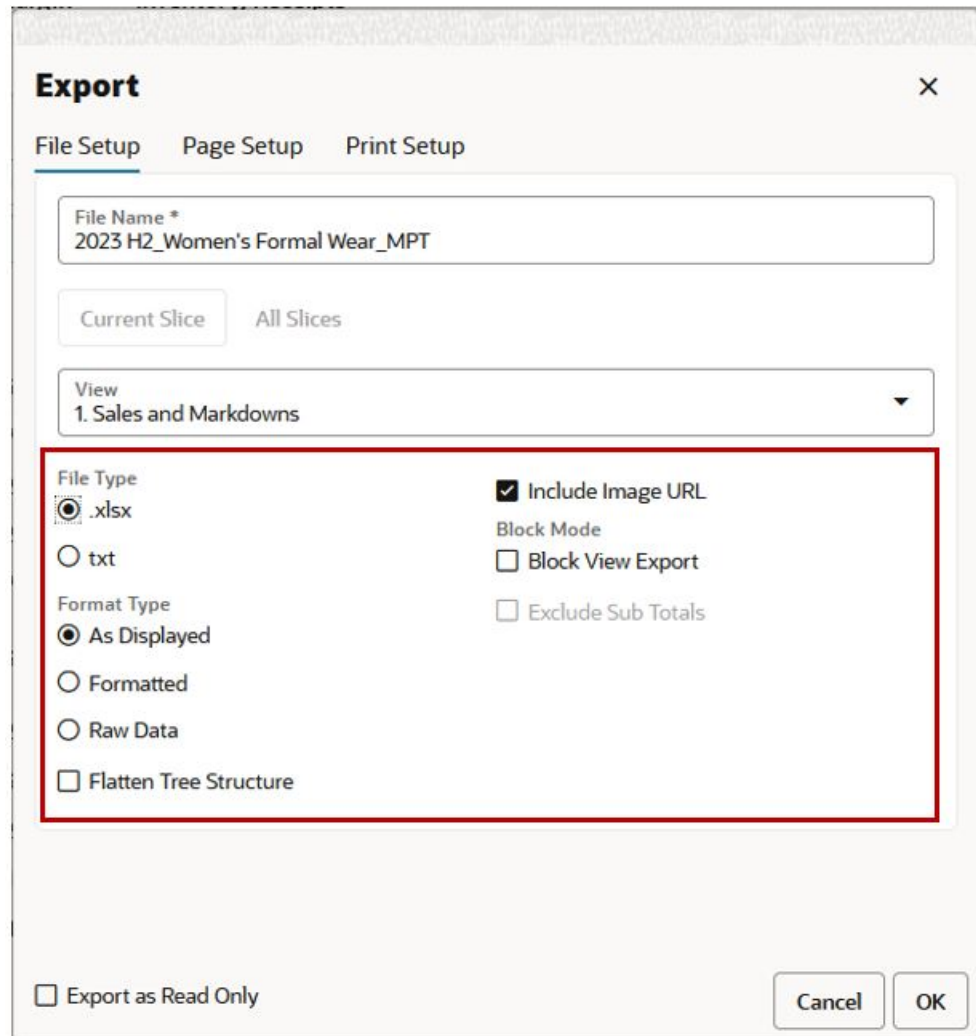 Export
File Setup Page Setup Print Setup
File Name *
2023 H2_Women's Formal Wear_MPT
Current Slice All Slices
View
1. Sales and Markdowns
File Type
.xlsx
txt
Format Type
As Displayed
Formatted
Raw Data
Flatten Tree Structure
Include Image URL
Block Mode
Block View Export
Exclude Sub Totals
Export as Read Only
Cancel OK